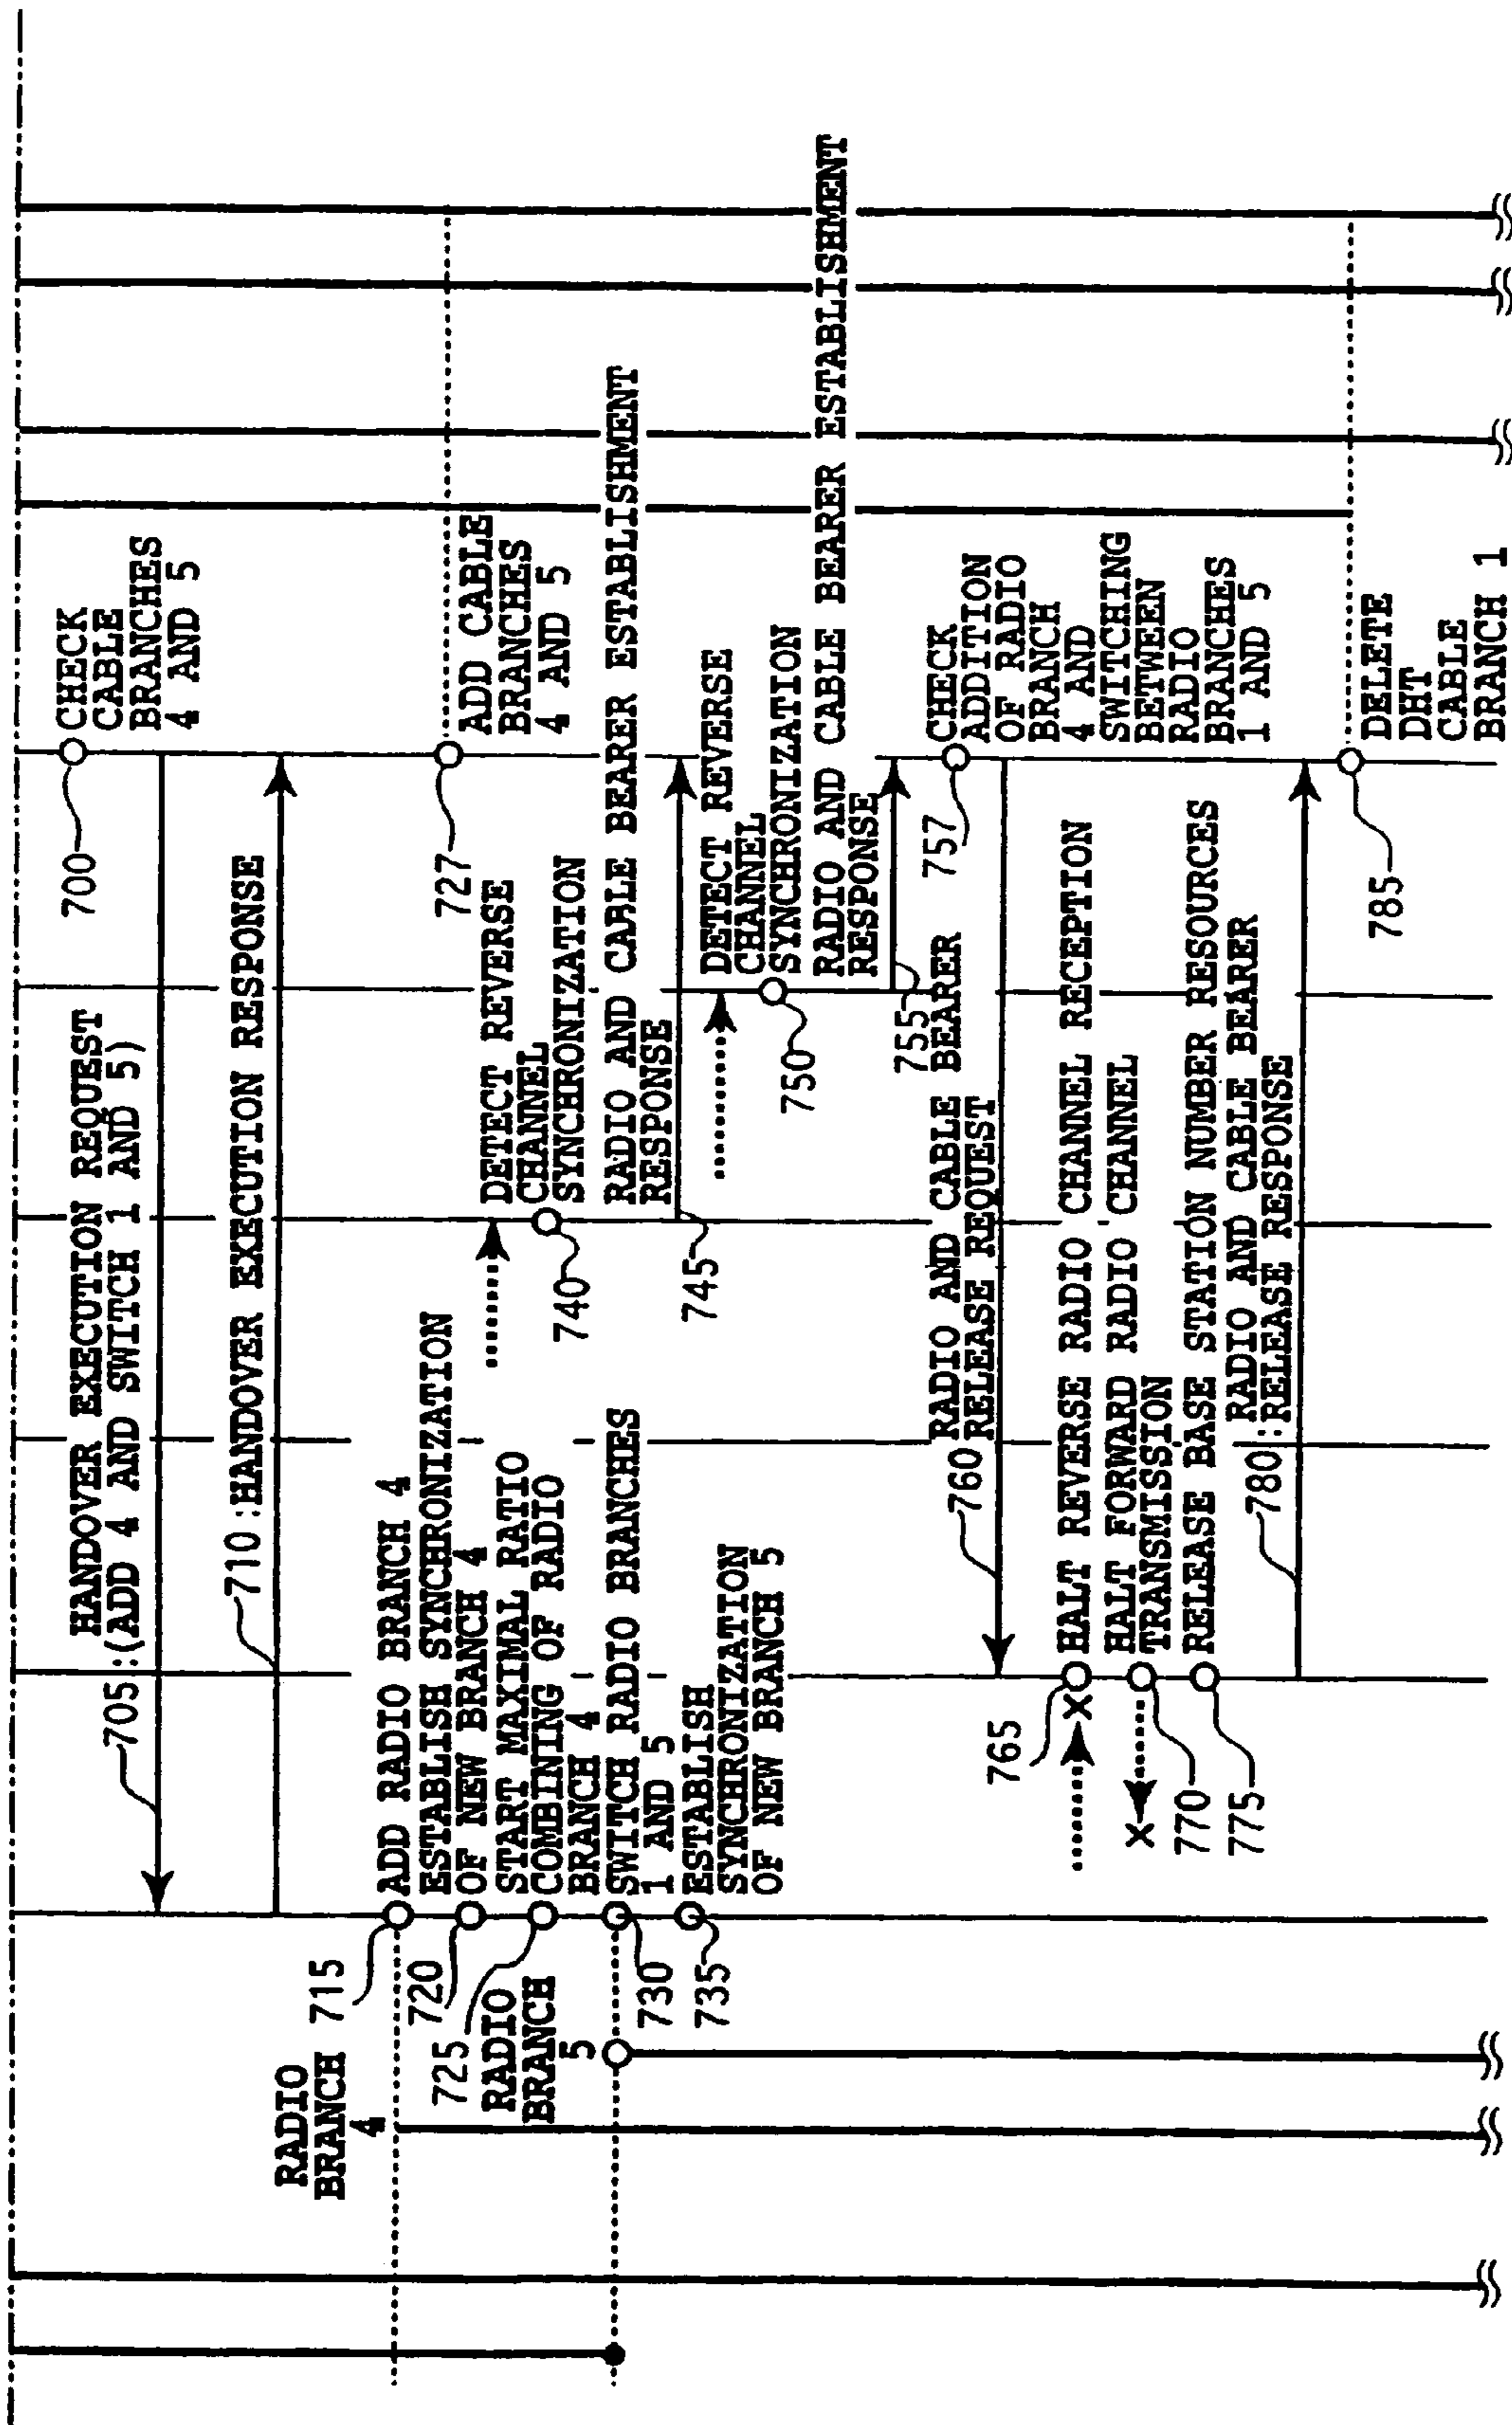 700
CHECK
CABLE
BRANCHES
4 AND 5
HANDOVER EXECUTION REQUEST
705:(ADD 4 AND SWITCH 1 AND 5)
710:HANDOVER EXECUTION RESPONSE
RADIO
BRANCH
4
715
ADD RADIO BRANCH 4
720
ESTABLISH SYNCHRONIZATION
OF NEW BRANCH 4
725
START MAXIMAL RATIO
COMBINING OF RADIO
BRANCH 4
727
ADD CABLE
BRANCHES
4 AND 5
RADIO
BRANCH
5
730
SWITCH RADIO BRANCHES
1 AND 5
735
ESTABLISH
SYNCHRONIZATION
OF NEW BRANCH 5
740
DETECT REVERSE
CHANNEL
SYNCHRONIZATION
745
RADIO AND CABLE BEARER ESTABLISHMENT
RESPONSE
750
DETECT REVERSE
CHANNEL
SYNCHRONIZATION
755
RADIO AND CABLE BEARER ESTABLISHMENT
RESPONSE
757
CHECK
ADDITION
OF RADIO
BRANCH
4 AND
SWITCHING
BETWEEN
RADIO
BRANCHES
1 AND 5
760
RADIO AND CABLE BEARER
RELEASE REQUEST
765
HALT REVERSE RADIO CHANNEL RECEPTION
X
770
HALT FORWARD RADIO CHANNEL
TRANSMISSION
X
775
RELEASE BASE STATION NUMBER RESOURCES
RADIO AND CABLE BEARER
780:RELEASE RESPONSE
785
DELETE
DHT
CABLE
BRANCH 1